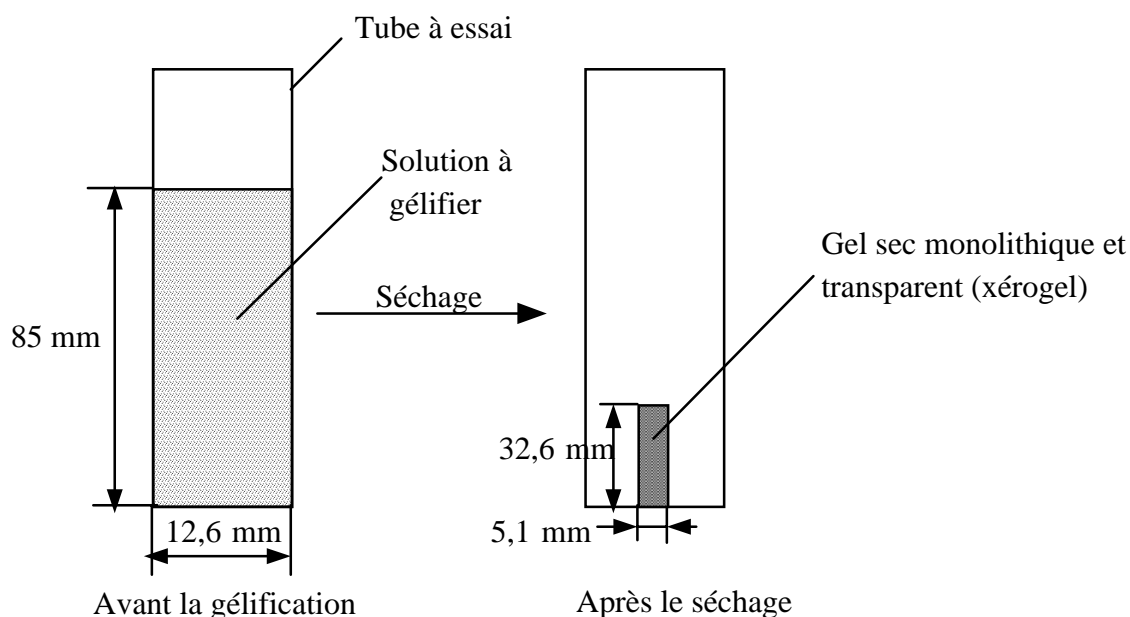 Tube à essai
Solution à
gélifier
Gel sec monolithique et
transparent (xérogel)
Séchage
85 mm
32,6 mm
12,6 mm
5,1 mm
Avant la gélification
Après le séchage